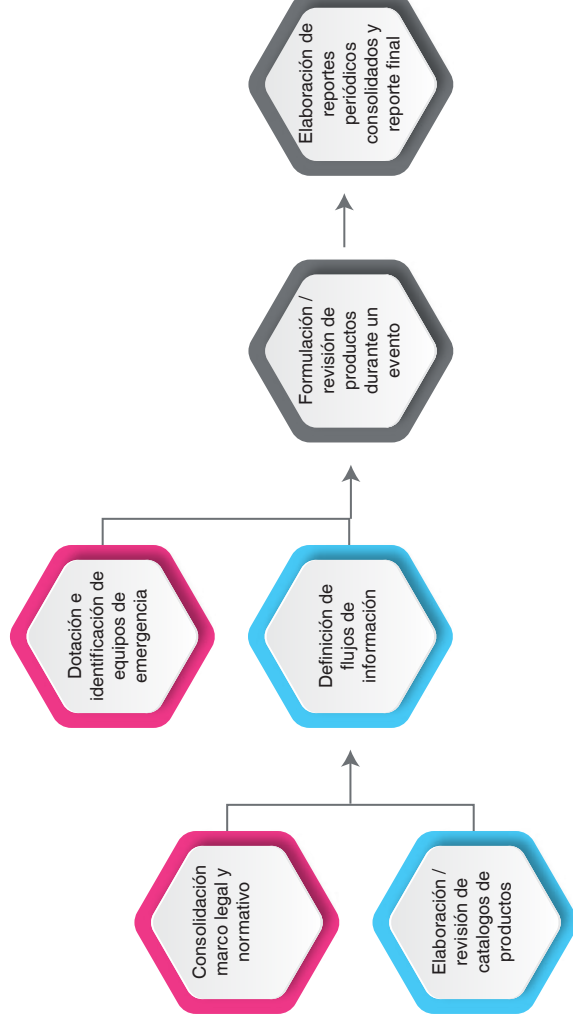 Consolidación
marco legal y
normativo
Elaboración /
revisión de
catalogos de
productos
Dotación e
identificación de
equipos de
emergencia
Definición de
flujos de
información
Formulación /
revisión de
productos
durante un
evento
Elaboración de
reportes
periódicos
consolidados y
reporte final